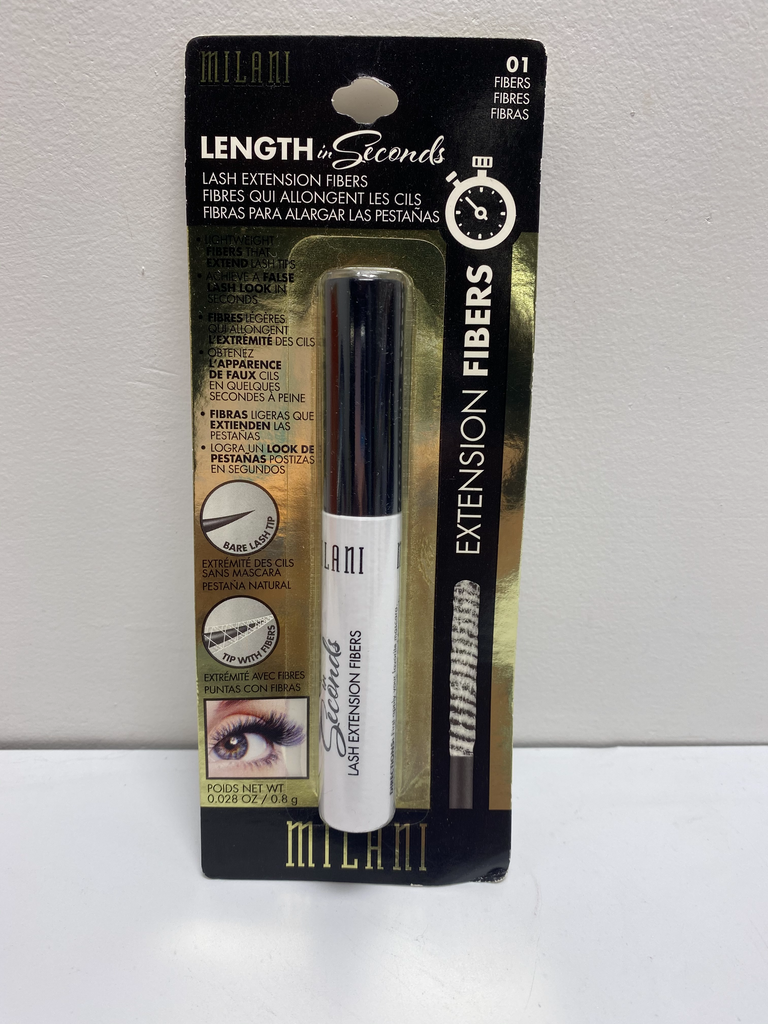 MILANI
01
FIBERS
FIBRES
FIBRAS
LENGTH in Seconds
LASH EXTENSION FIBERS
FIBRES QUI ALLONGENT LES CILS
FIBRAS PARA ALARGAR LAS PESTAÑAS
• LIGHTWEIGHT
FIBERS THAT
EXTEND LASH TIPS
• ACHIEVE A FALSE
LASH LOOK IN
SECONDS
• FIBRES LÉGÈRES
QUI ALLONGENT
L'EXTRÉMITÉ DES CILS
• OBTENEZ
L'APPARENCE
DE FAUX CILS
EN QUELQUES
SECONDES À PEINE
• FIBRAS LIGERAS QUE
EXTIENDEN LAS
PESTAÑAS
• LOGRA UN LOOK DE
PESTAÑAS POSTIZAS
EN SEGUNDOS
BARE LASH TIP
EXTRÉMITÉ DES CILS
SANS MASCARA
PESTAÑA NATURAL
TIP WITH FIBERS
EXTRÉMITÉ AVEC FIBRES
PUNTAS CON FIBRAS
POIDS NET WT
0.028 OZ / 0.8 g
LANI
in Seconds
LASH EXTENSION FIBERS
EXTENSION FIBERS
MILANI